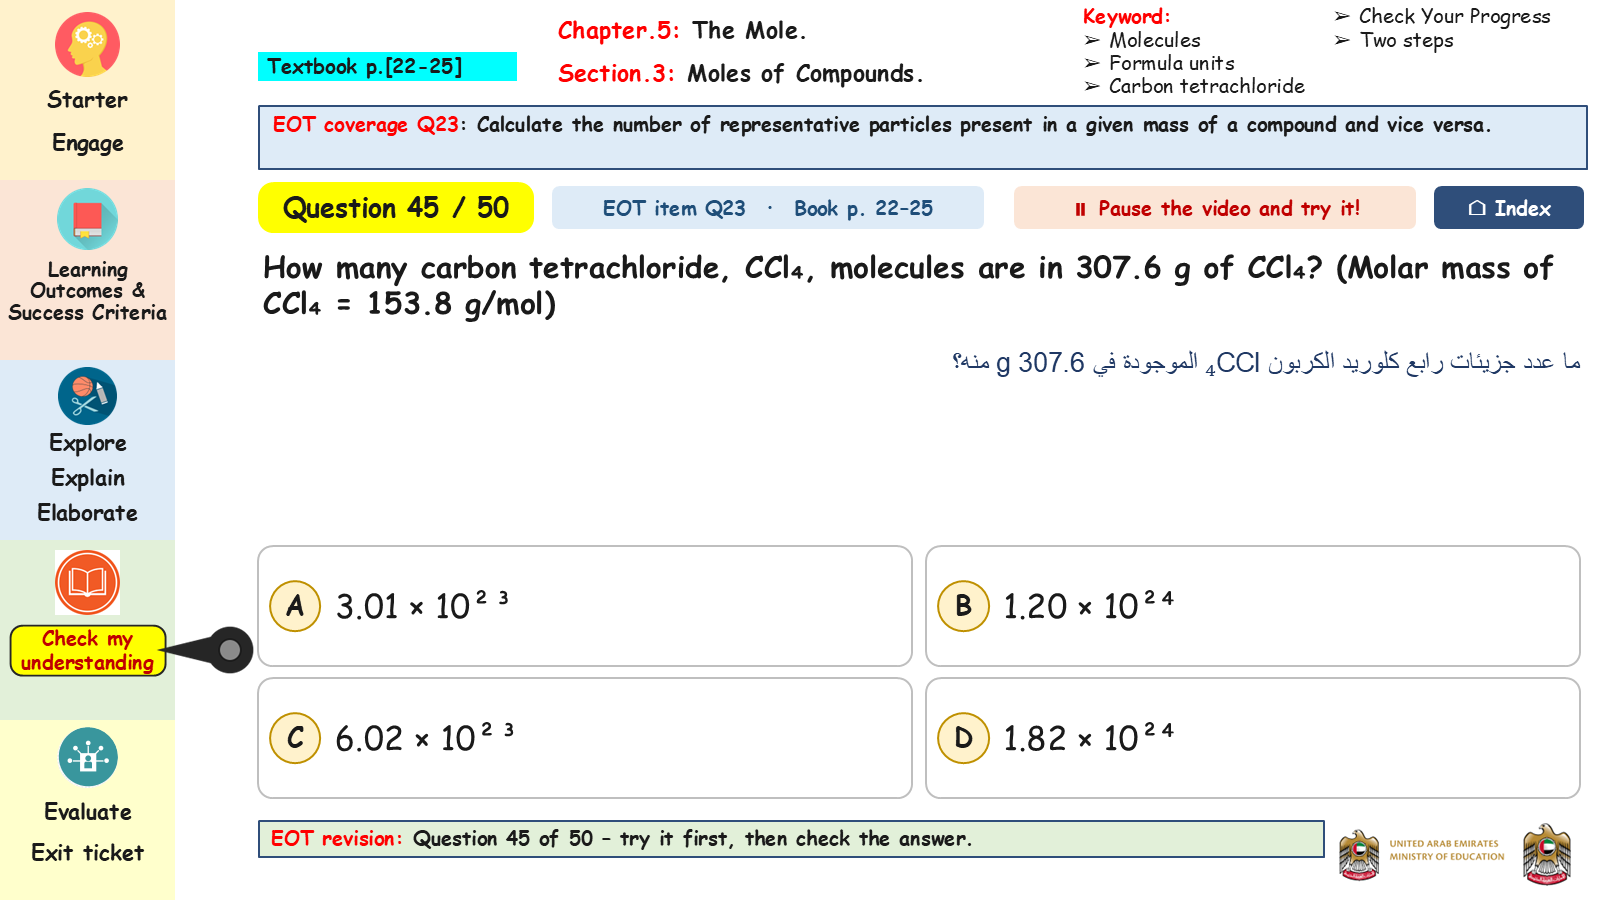 Starter
Engage
Learning
Outcomes &
Success Criteria
Explore
Explain
Elaborate
Check my
understanding
Evaluate
Exit ticket
Textbook p.[22-25]
Chapter.5: The Mole.
Section.3: Moles of Compounds.
Keyword:
➢ Molecules
➢ Formula units
➢ Carbon tetrachloride
➢ Check Your Progress
➢ Two steps
EOT coverage Q23: Calculate the number of representative particles present in a given mass of a compound and vice versa.
Question 45 / 50
EOT item Q23 · Book p. 22–25
⏸ Pause the video and try it!
⌂ Index
How many carbon tetrachloride, CCl₄, molecules are in 307.6 g of CCl₄? (Molar mass of
CCl₄ = 153.8 g/mol)
ما عدد جزيئات رابع كلوريد الكربون CCl₄ الموجودة في 307.6 g منه؟
A 3.01 × 10²³
B 1.20 × 10²⁴
C 6.02 × 10²³
D 1.82 × 10²⁴
EOT revision: Question 45 of 50 – try it first, then check the answer.
UNITED ARAB EMIRATES
MINISTRY OF EDUCATION